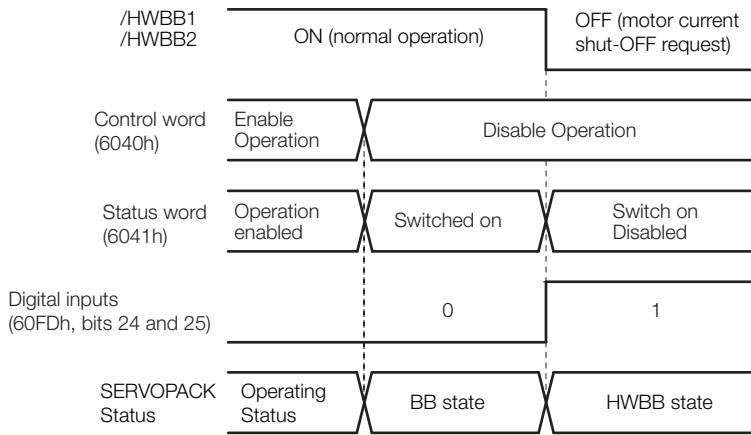 /HWBB1
/HWBB2
ON (normal operation)
OFF (motor current
shut-OFF request)
Control word
(6040h)
Enable
Operation
Disable Operation
Status word
(6041h)
Operation
enabled
Switched on
Switch on
Disabled
Digital inputs
(60FDh, bits 24 and 25)
0
1
SERVOPACK
Status
Operating
Status
BB state
HWBB state